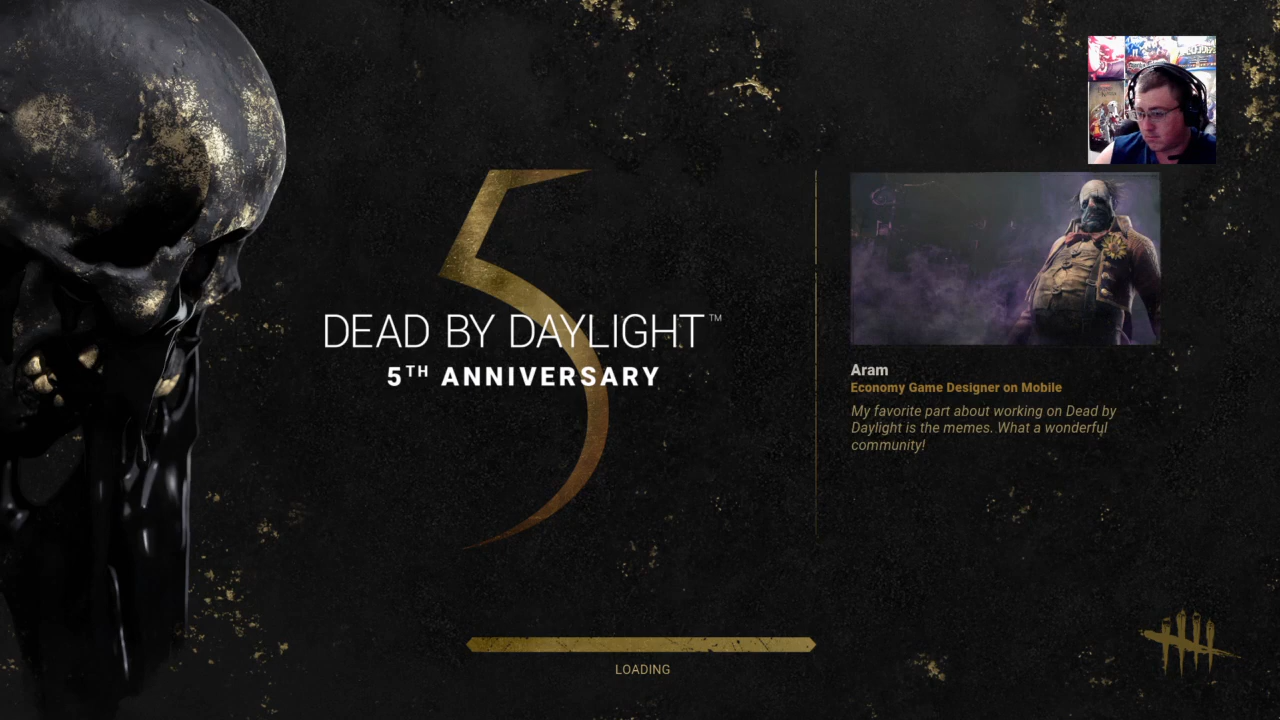 DEAD BY DAYLIGHT™
5TH ANNIVERSARY
Aram
Economy Game Designer on Mobile
My favorite part about working on Dead by
Daylight is the memes. What a wonderful
community!
LOADING